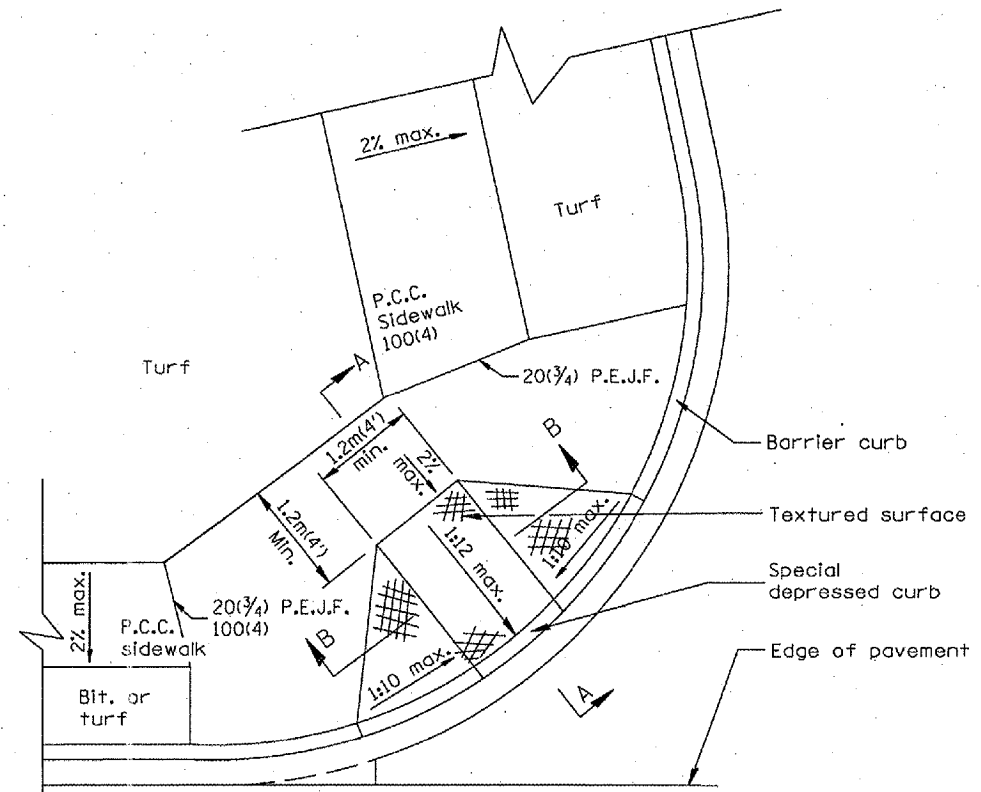 2% max.
Turf
P.C.C.
Sidewalk
100(4)
A
Turf
20(3/4) P.E.J.F.
B
Barrier curb
1.2m(4')
min.
2%
max.
1.2m(4')
Min.
Textured surface
1:10 max.
1:12 max.
Special
depressed curb
2% max.
20(3/4) P.E.J.F.
100(4)
P.C.C.
sidewalk
B
1:10 max.
Edge of pavement
A
Bit. or
turf